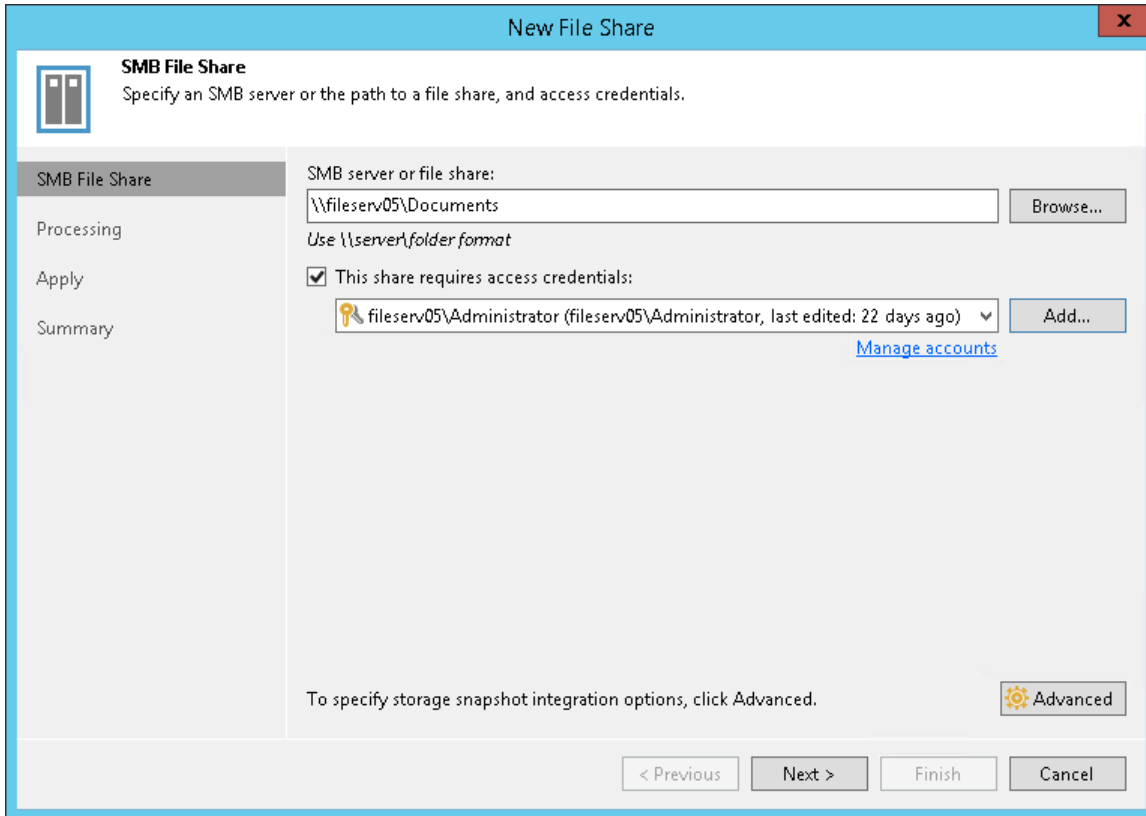 New File Share
x
SMB File Share
Specify an SMB server or the path to a file share, and access credentials.
SMB File Share
Processing
Apply
Summary
SMB server or file share:
\\fileserv05\Documents
Browse...
Use \\server\folder format
This share requires access credentials:
fileserv05\Administrator (fileserv05\Administrator, last edited: 22 days ago)
Add...
Manage accounts
To specify storage snapshot integration options, click Advanced.
Advanced
< Previous
Next >
Finish
Cancel